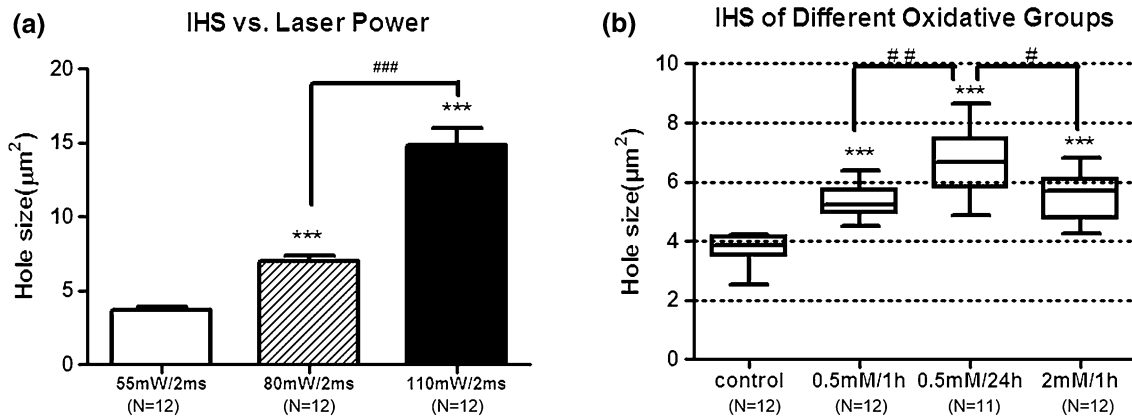 (a)
IHS vs. Laser Power
Hole size(μm²)
20
15
10
5
0
###
***
***
55mW/2ms
80mW/2ms
110mW/2ms
(N=12)
(N=12)
(N=12)
(b)
IHS of Different Oxidative Groups
Hole size(μm²)
10
8
6
4
2
0
# #
#
***
***
***
control
0.5mM/1h
0.5mM/24h
2mM/1h
(N=12)
(N=12)
(N=11)
(N=12)